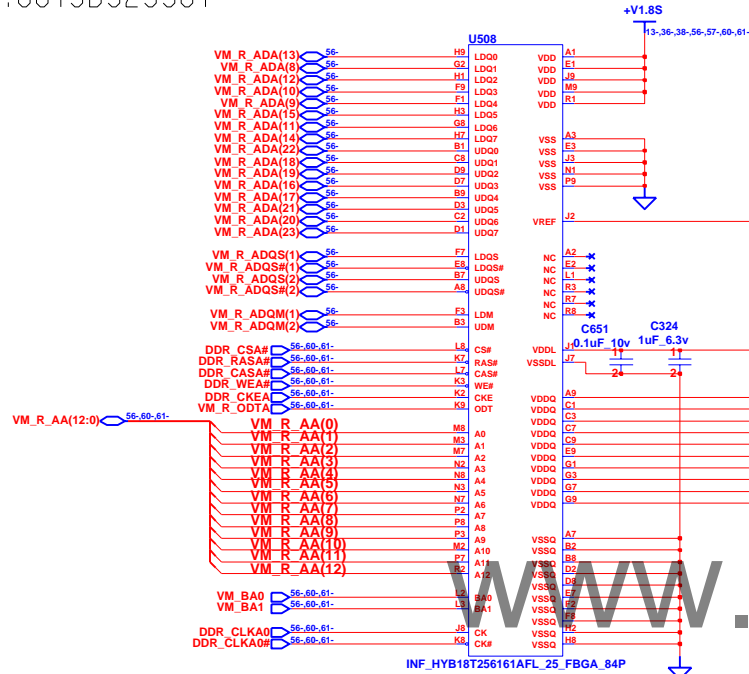 +V1.8S
13-,36-,38-,56-,57-,60-,61-
U508
VM_R_ADA(13) 56- H9 LDQ0 VDD A1
VM_R_ADA(8) G2 LDQ1 VDD E1
VM_R_ADA(12) 56- H1 LDQ2 VDD J9
VM_R_ADA(10) 56- F9 LDQ3 VDD M9
VM_R_ADA(9) 56- F1 LDQ4 VDD R1
VM_R_ADA(15) 56- H3 LDQ5
VM_R_ADA(11) 56- G8 LDQ6
VM_R_ADA(14) 56- H7 LDQ7 VSS A3
VM_R_ADA(22) 56- B1 UDQ0 VSS E3
VM_R_ADA(18) 56- C8 UDQ1 VSS J3
VM_R_ADA(19) 56- D9 UDQ2 VSS N1
VM_R_ADA(16) 56- D7 UDQ3 VSS P9
VM_R_ADA(17) 56- B9 UDQ4
VM_R_ADA(21) 56- D3 UDQ5
VM_R_ADA(20) 56- C2 UDQ6 VREF J2
VM_R_ADA(23) 56- D1 UDQ7
VM_R_ADQS(1) 56- F7 LDQS NC A2
VM_R_ADQS#(1) 56- E8 LDQS# NC E2
VM_R_ADQS(2) 56- B7 UDQS NC L1
VM_R_ADQS#(2) 56- A8 UDQS# NC R3
NC R7
VM_R_ADQM(1) 56- F3 LDM NC R8
VM_R_ADQM(2) 56- B3 UDM
C651 C324
0.1uF_10v 1uF_6.3v
DDR_CSA# 56-,60-,61- L8 CS# VDDL J1 1 1
DDR_RASA# 56-,60-,61- K7 RAS# VSSDL J7
DDR_CASA# 56-,60-,61- L7 CAS# 2 2
DDR_WEA# 56-,60-,61- K3 WE#
DDR_CKEA 56-,60-,61- K2 CKE VDDQ A9
VM_R_ODTA 56-,60-,61- K9 ODT VDDQ C1
VM_R_AA(12:0) 56-,60-,61- VDDQ C3
VM_R_AA(0) M8 A0 VDDQ C7
VM_R_AA(1) M3 A1 VDDQ C9
VM_R_AA(2) M7 A2 VDDQ E9
VM_R_AA(3) N2 A3 VDDQ G1
VM_R_AA(4) N8 A4 VDDQ G3
VM_R_AA(5) N3 A5 VDDQ G7
VM_R_AA(6) N7 A6 VDDQ G9
VM_R_AA(7) P2 A7
VM_R_AA(8) P8 A8
VM_R_AA(9) P3 A9 VSSQ A7
VM_R_AA(10) M2 A10 VSSQ B2
VM_R_AA(11) P7 A11 VSSQ B8
VM_R_AA(12) R2 A12 VSSQ D2
VSSQ D8
VM_BA0 56-,60-,61- L2 BA0 VSSQ E7
VM_BA1 56-,60-,61- L3 BA1 VSSQ F2
VSSQ F8
DDR_CLKA0 56-,60-,61- J8 CK VSSQ H2
DDR_CLKA0# 56-,60-,61- K8 CK# VSSQ H8
INF_HYB18T256161AFL_25_FBGA_84P
www.